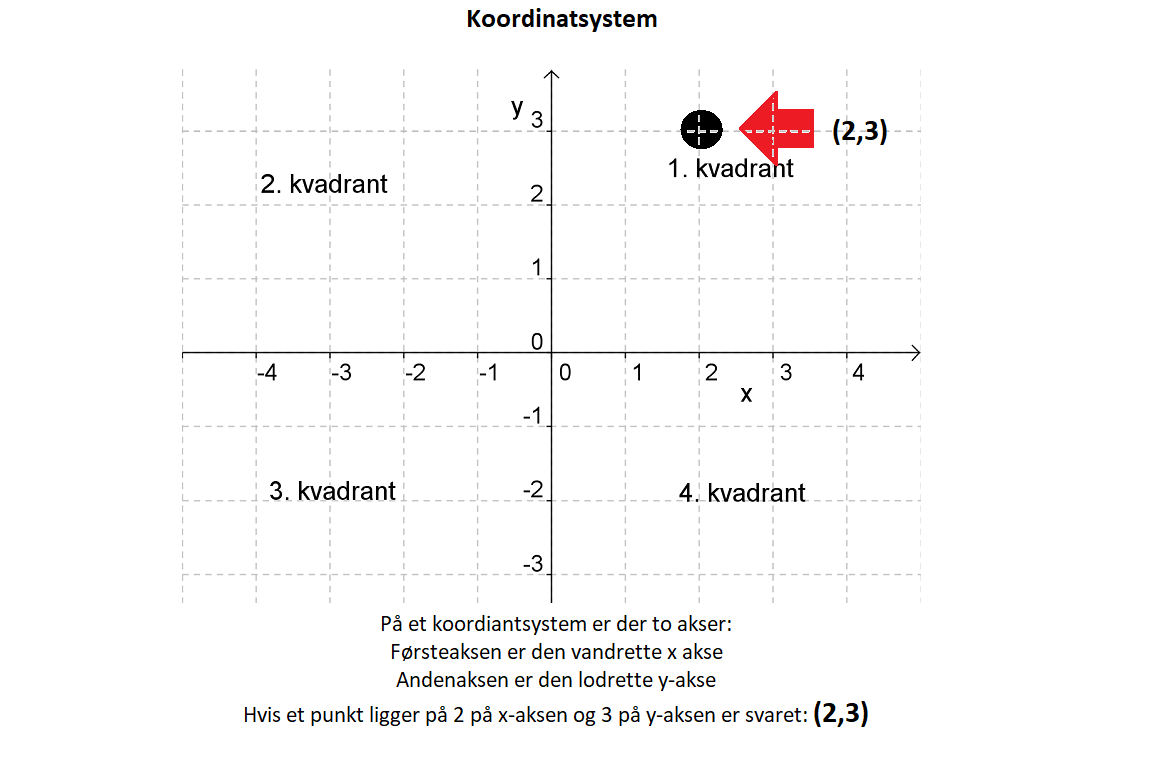 Koordinatsystem
y
3
(2,3)
1. kvadrant
2. kvadrant
2
1
0
-4 -3 -2 -1 0 1 2 3 4
x
-1
3. kvadrant
-2
4. kvadrant
-3
På et koordiantsystem er der to akser:
Førsteaksen er den vandrette x akse
Andenaksen er den lodrette y-akse
Hvis et punkt ligger på 2 på x-aksen og 3 på y-aksen er svaret: (2,3)